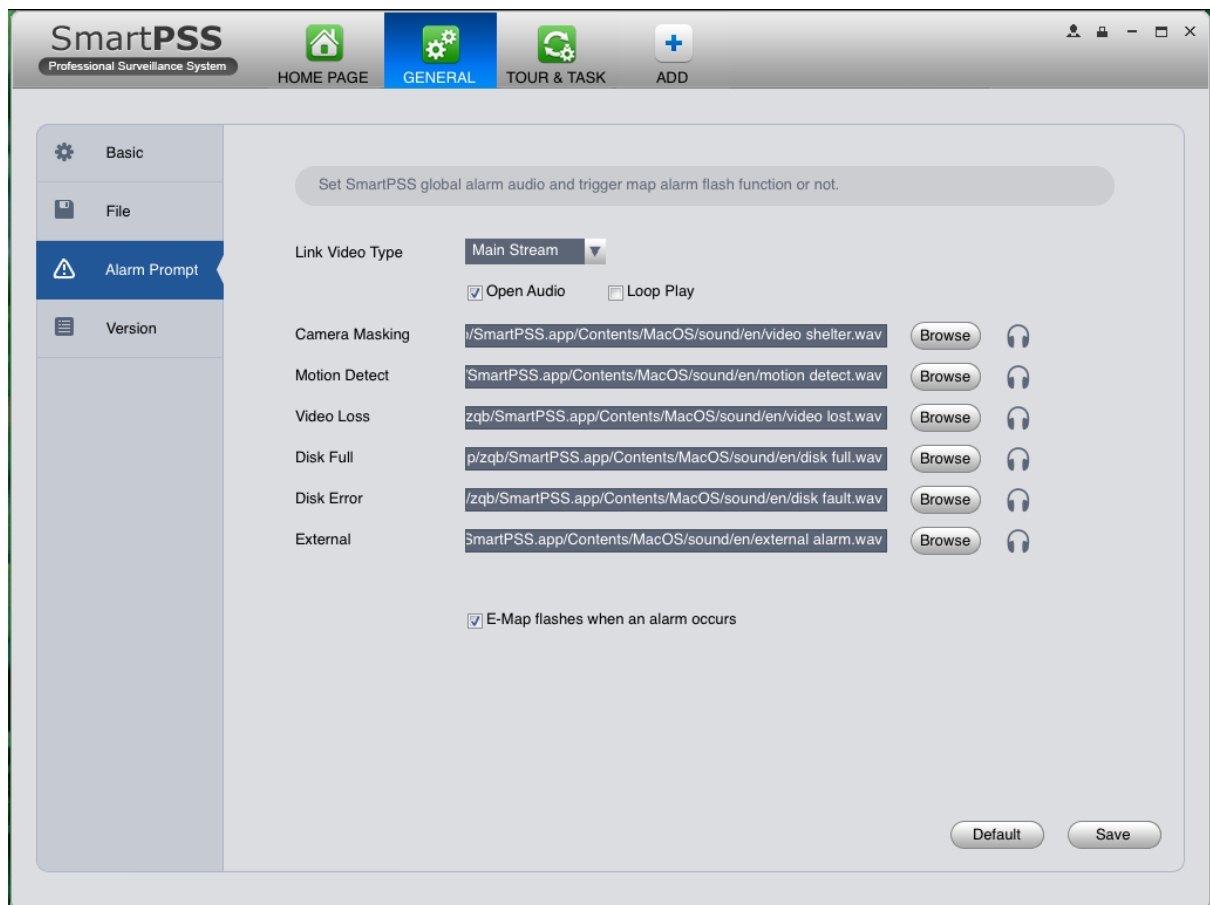 SmartPSS
Professional Surveillance System
HOME PAGE GENERAL TOUR & TASK ADD
Basic
File
Alarm Prompt
Version
Set SmartPSS global alarm audio and trigger map alarm flash function or not.
Link Video Type Main Stream
Open Audio Loop Play
Camera Masking /SmartPSS.app/Contents/MacOS/sound/en/video shelter.wav Browse
Motion Detect /SmartPSS.app/Contents/MacOS/sound/en/motion detect.wav Browse
Video Loss zqb/SmartPSS.app/Contents/MacOS/sound/en/video lost.wav Browse
Disk Full p/zqb/SmartPSS.app/Contents/MacOS/sound/en/disk full.wav Browse
Disk Error /zqb/SmartPSS.app/Contents/MacOS/sound/en/disk fault.wav Browse
External SmartPSS.app/Contents/MacOS/sound/en/external alarm.wav Browse
E-Map flashes when an alarm occurs
Default Save